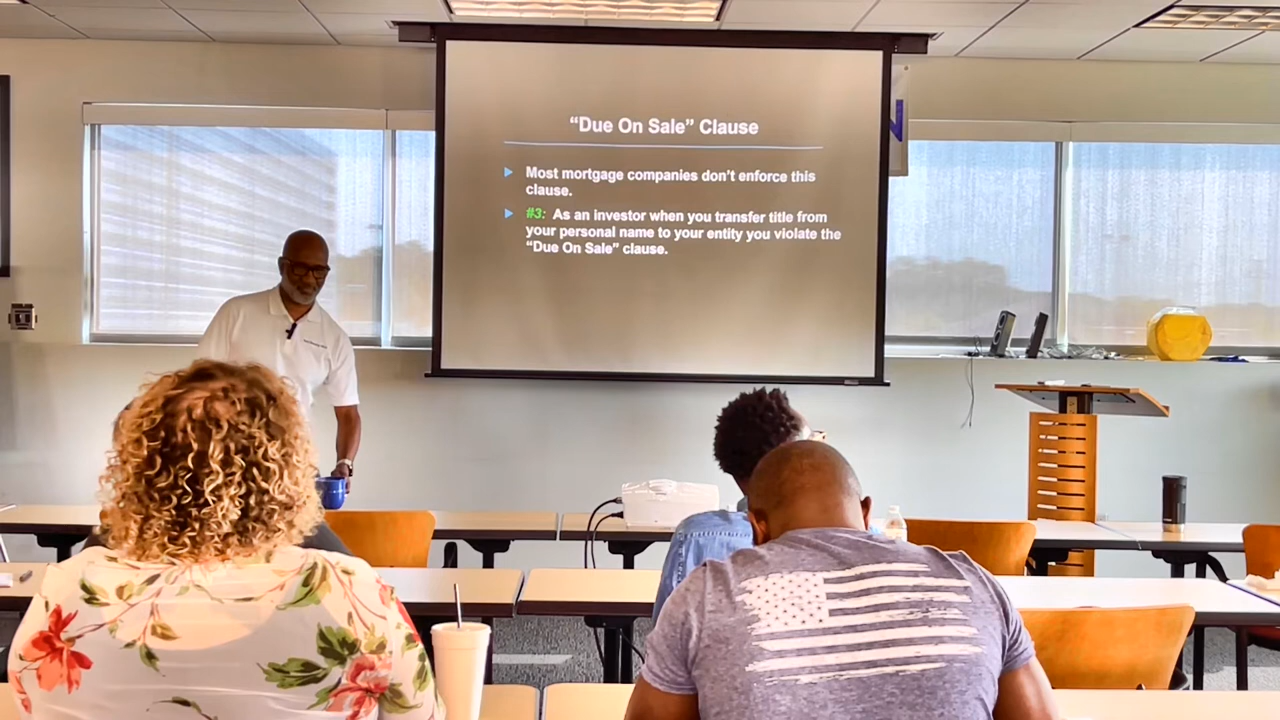 “Due On Sale” Clause
Most mortgage companies don’t enforce this
clause.
#3: As an investor when you transfer title from
your personal name to your entity you violate the
“Due On Sale” clause.
N